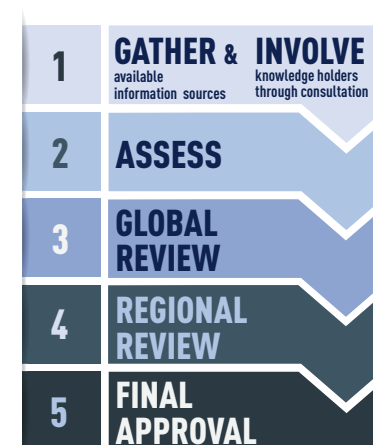 1
GATHER & INVOLVE
available knowledge holders
information sources through consultation
2
ASSESS
3
GLOBAL
REVIEW
4
REGIONAL
REVIEW
5
FINAL
APPROVAL